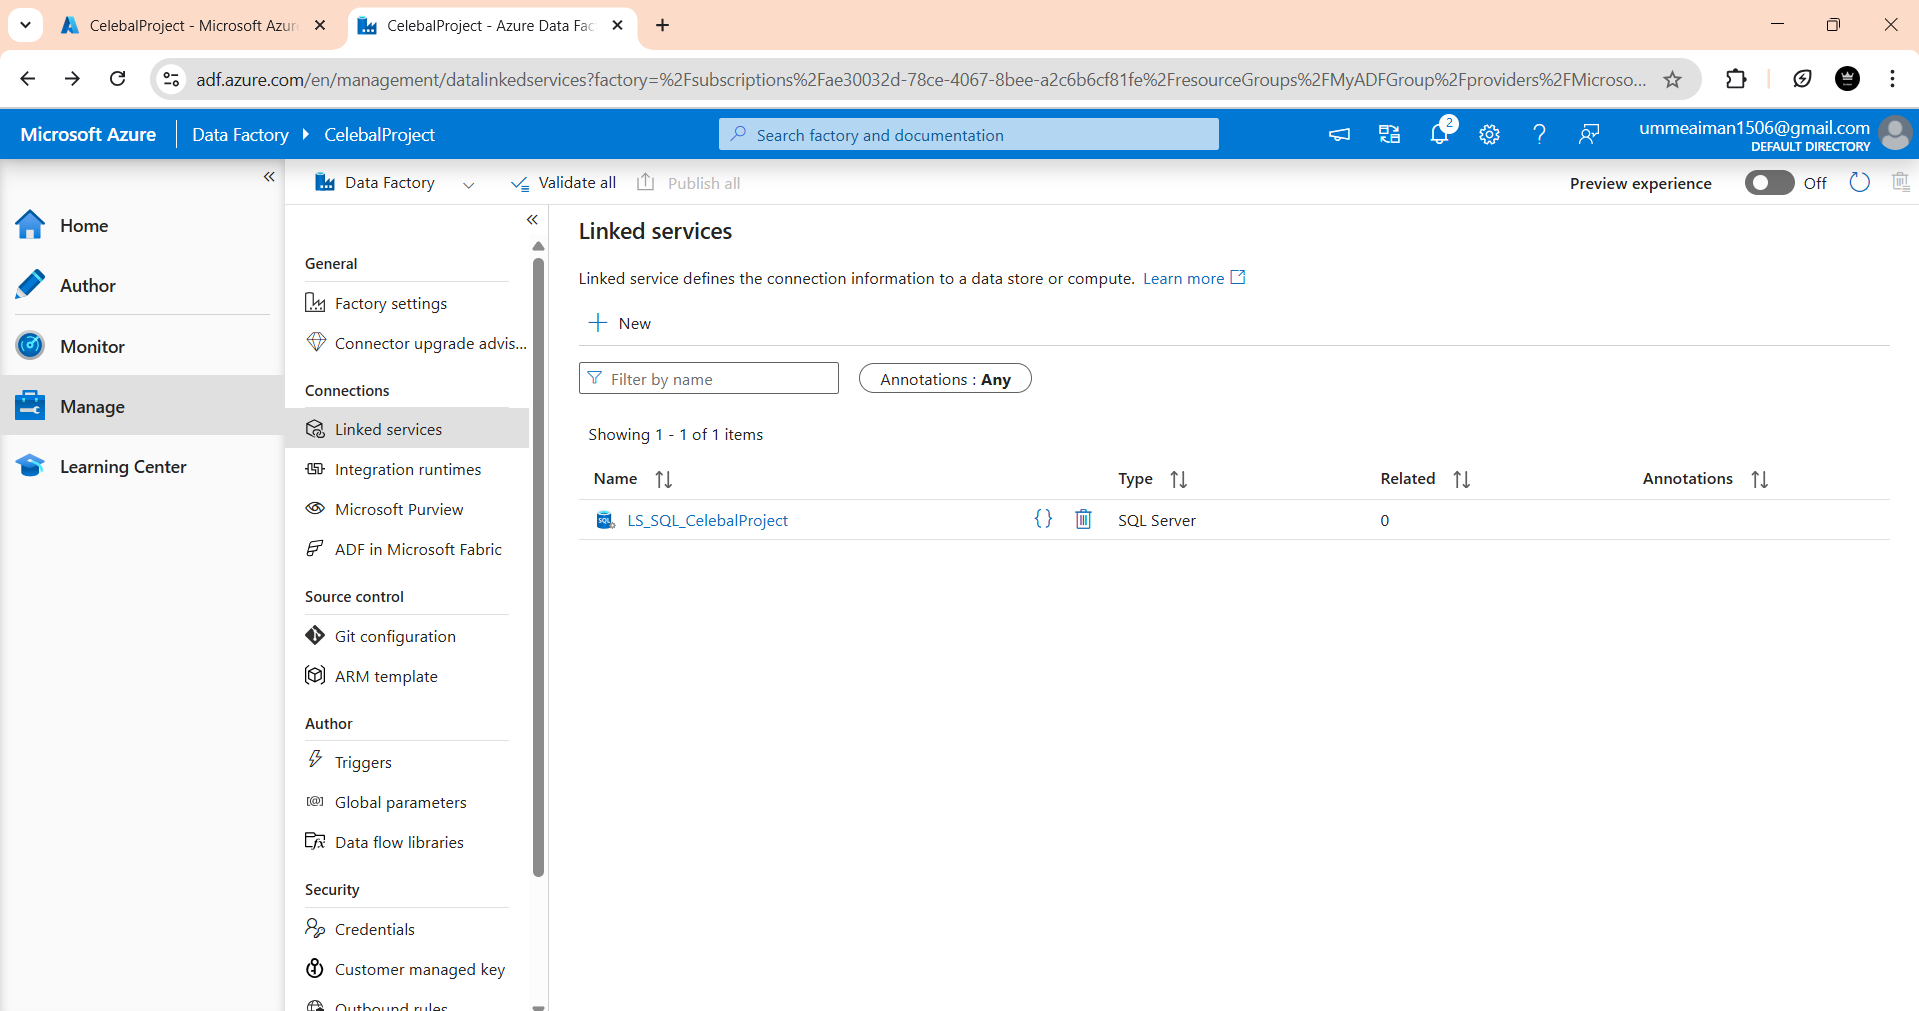 CelebalProject - Microsoft Azur
CelebalProject - Azure Data Fac
adf.azure.com/en/management/datalinkedservices?factory=%2Fsubscriptions%2Fae30032d-78ce-4067-8bee-a2c6b6cf81fe%2FresourceGroups%2FMyADFGroup%2Fproviders%2FMicroso...
Microsoft Azure
Data Factory
CelebalProject
Search factory and documentation
2
ummeaiman1506@gmail.com
DEFAULT DIRECTORY
Data Factory
Validate all
Publish all
Preview experience
Off
Home
Author
Monitor
Manage
Learning Center
General
Factory settings
Connector upgrade advis...
Connections
Linked services
Integration runtimes
Microsoft Purview
ADF in Microsoft Fabric
Source control
Git configuration
ARM template
Author
Triggers
Global parameters
Data flow libraries
Security
Credentials
Customer managed key
Outbound rules
Linked services
Linked service defines the connection information to a data store or compute. Learn more
New
Filter by name
Annotations : Any
Showing 1 - 1 of 1 items
Name Type Related Annotations
SQL LS_SQL_CelebalProject {} SQL Server 0